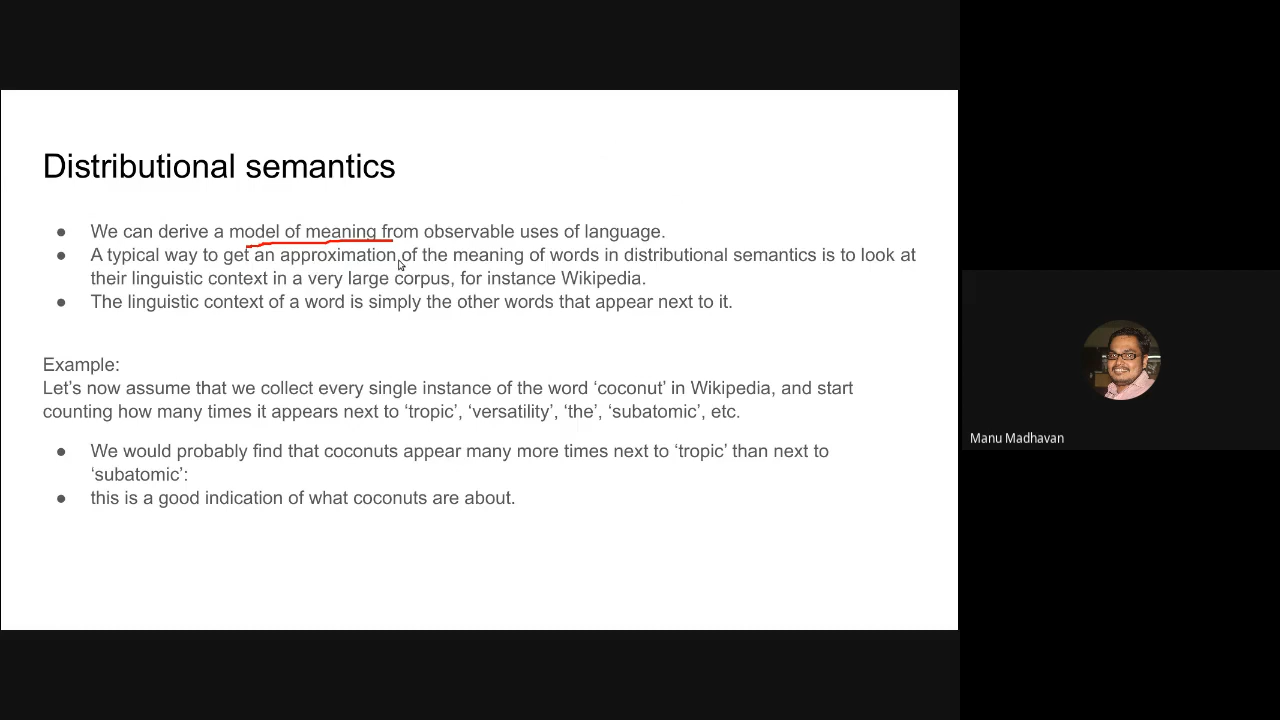 Distributional semantics
● We can derive a model of meaning from observable uses of language.
● A typical way to get an approximation of the meaning of words in distributional semantics is to look at
their linguistic context in a very large corpus, for instance Wikipedia.
● The linguistic context of a word is simply the other words that appear next to it.
Example:
Let’s now assume that we collect every single instance of the word ‘coconut’ in Wikipedia, and start
counting how many times it appears next to ‘tropic’, ‘versatility’, ‘the’, ‘subatomic’, etc.
● We would probably find that coconuts appear many more times next to ‘tropic’ than next to
‘subatomic’:
● this is a good indication of what coconuts are about.
Manu Madhavan